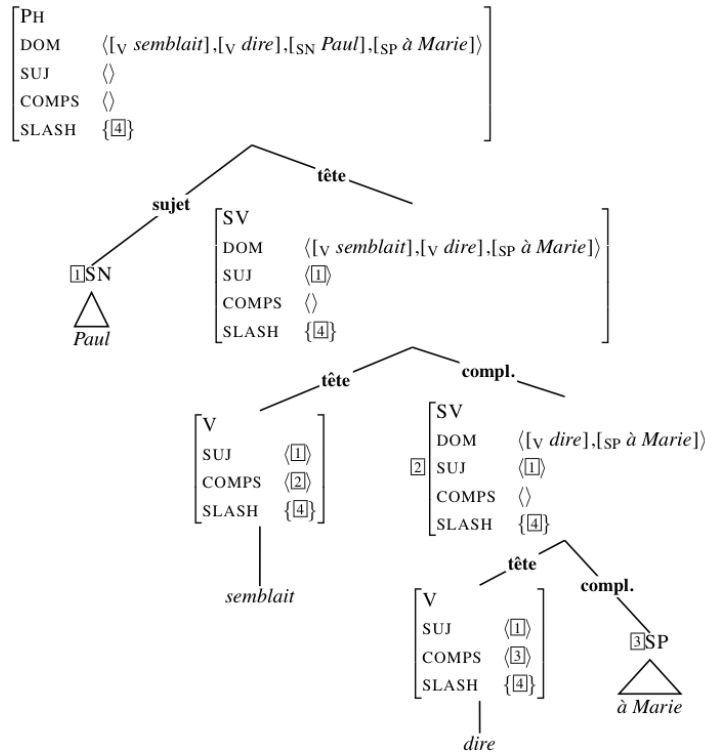 PH
DOM ⟨[V semblait],[V dire],[SN Paul],[SP à Marie]⟩
SUJ ⟨⟩
COMPS ⟨⟩
SLASH {4}
tête
sujet
SV
DOM ⟨[V semblait],[V dire],[SP à Marie]⟩
SUJ ⟨1⟩
COMPS ⟨⟩
SLASH {4}
1SN
Paul
tête
compl.
V
SUJ ⟨1⟩
COMPS ⟨2⟩
SLASH {4}
semblait
SV
DOM ⟨[V dire],[SP à Marie]⟩
2 SUJ ⟨1⟩
COMPS ⟨⟩
SLASH {4}
tête
compl.
V
SUJ ⟨1⟩
COMPS ⟨3⟩
SLASH {4}
dire
3SP
à Marie